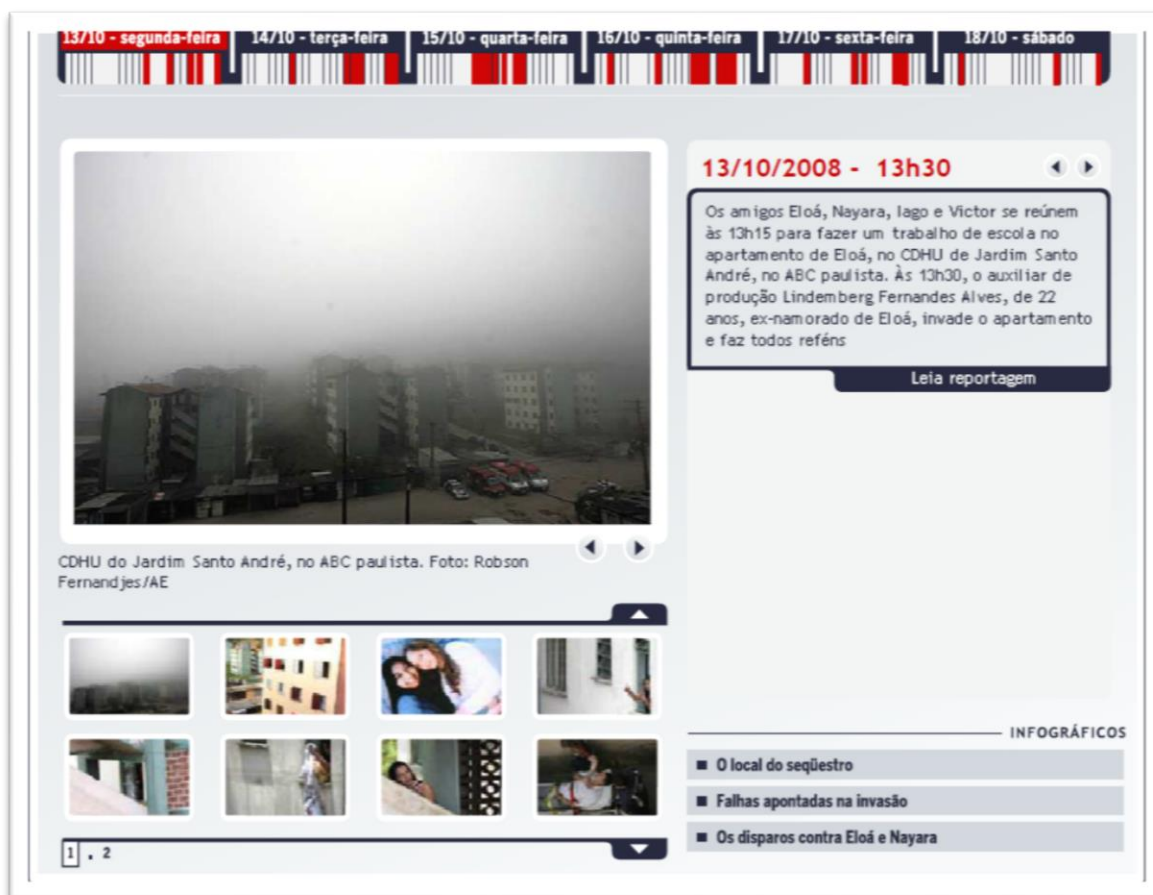 13/10 - segunda-feira 14/10 - terça-feira 15/10 - quarta-feira 16/10 - quinta-feira 17/10 - sexta-feira 18/10 - sábado
13/10/2008 - 13h30
Os amigos Eloá, Nayara, Iago e Victor se reúnem
às 13h15 para fazer um trabalho de escola no
apartamento de Eloá, no CDHU de Jardim Santo
André, no ABC paulista. Às 13h30, o auxiliar de
produção Lindemberg Fernandes Alves, de 22
anos, ex-namorado de Eloá, invade o apartamento
e faz todos reféns
Leia reportagem
CDHU do Jardim Santo André, no ABC paulista. Foto: Robson
Fernandjes/AE
INFOGRÁFICOS
O local do seqüestro
Falhas apontadas na invasão
Os disparos contra Eloá e Nayara
1 . 2